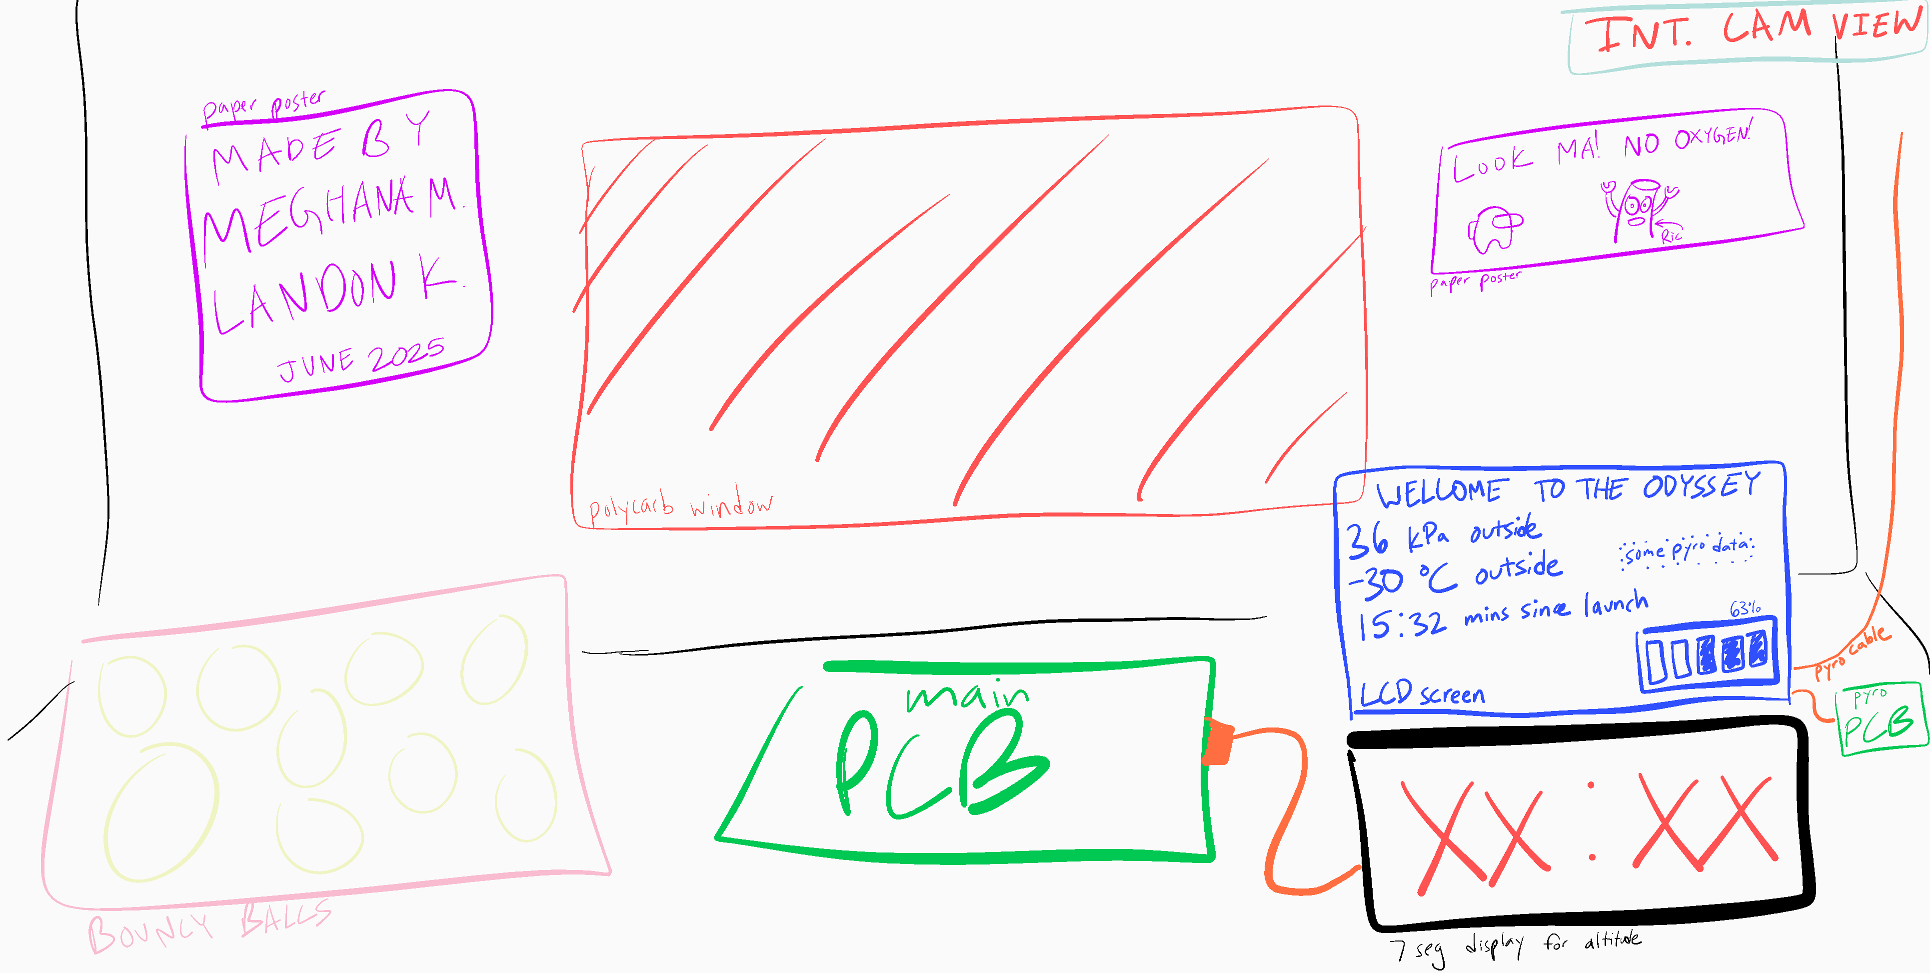 INT. CAM VIEW
paper poster
MADE BY
MEGHANA M.
LANDON K.
JUNE 2025
LOOK MA! NO OXYGEN!
Ric
paper poster
polycarb window
WELLCOME TO THE ODYSSEY
36 kPa outside
some pyro data
-30 °C outside
15:32 mins since launch
63%
LCD screen
pyro cable
pyro
PCB
main
PCB
XX:XX
7 seg display for altitude
BOUNCY BALLS